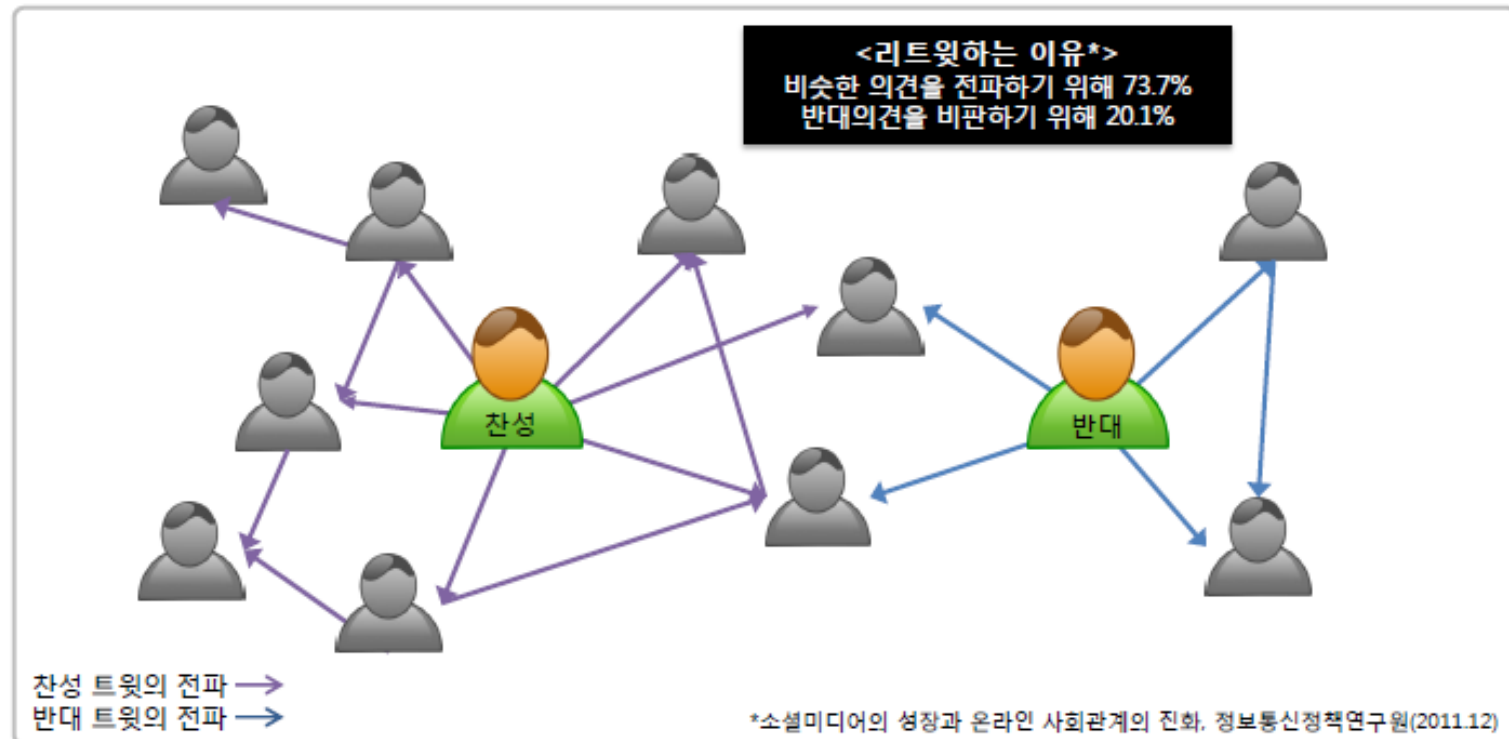 <리트윗하는 이유*>
비슷한 의견을 전파하기 위해 73.7%
반대의견을 비판하기 위해 20.1%
찬성
반대
찬성 트윗의 전파
반대 트윗의 전파
*소셜미디어의 성장과 온라인 사회관계의 진화, 정보통신정책연구원(2011.12)